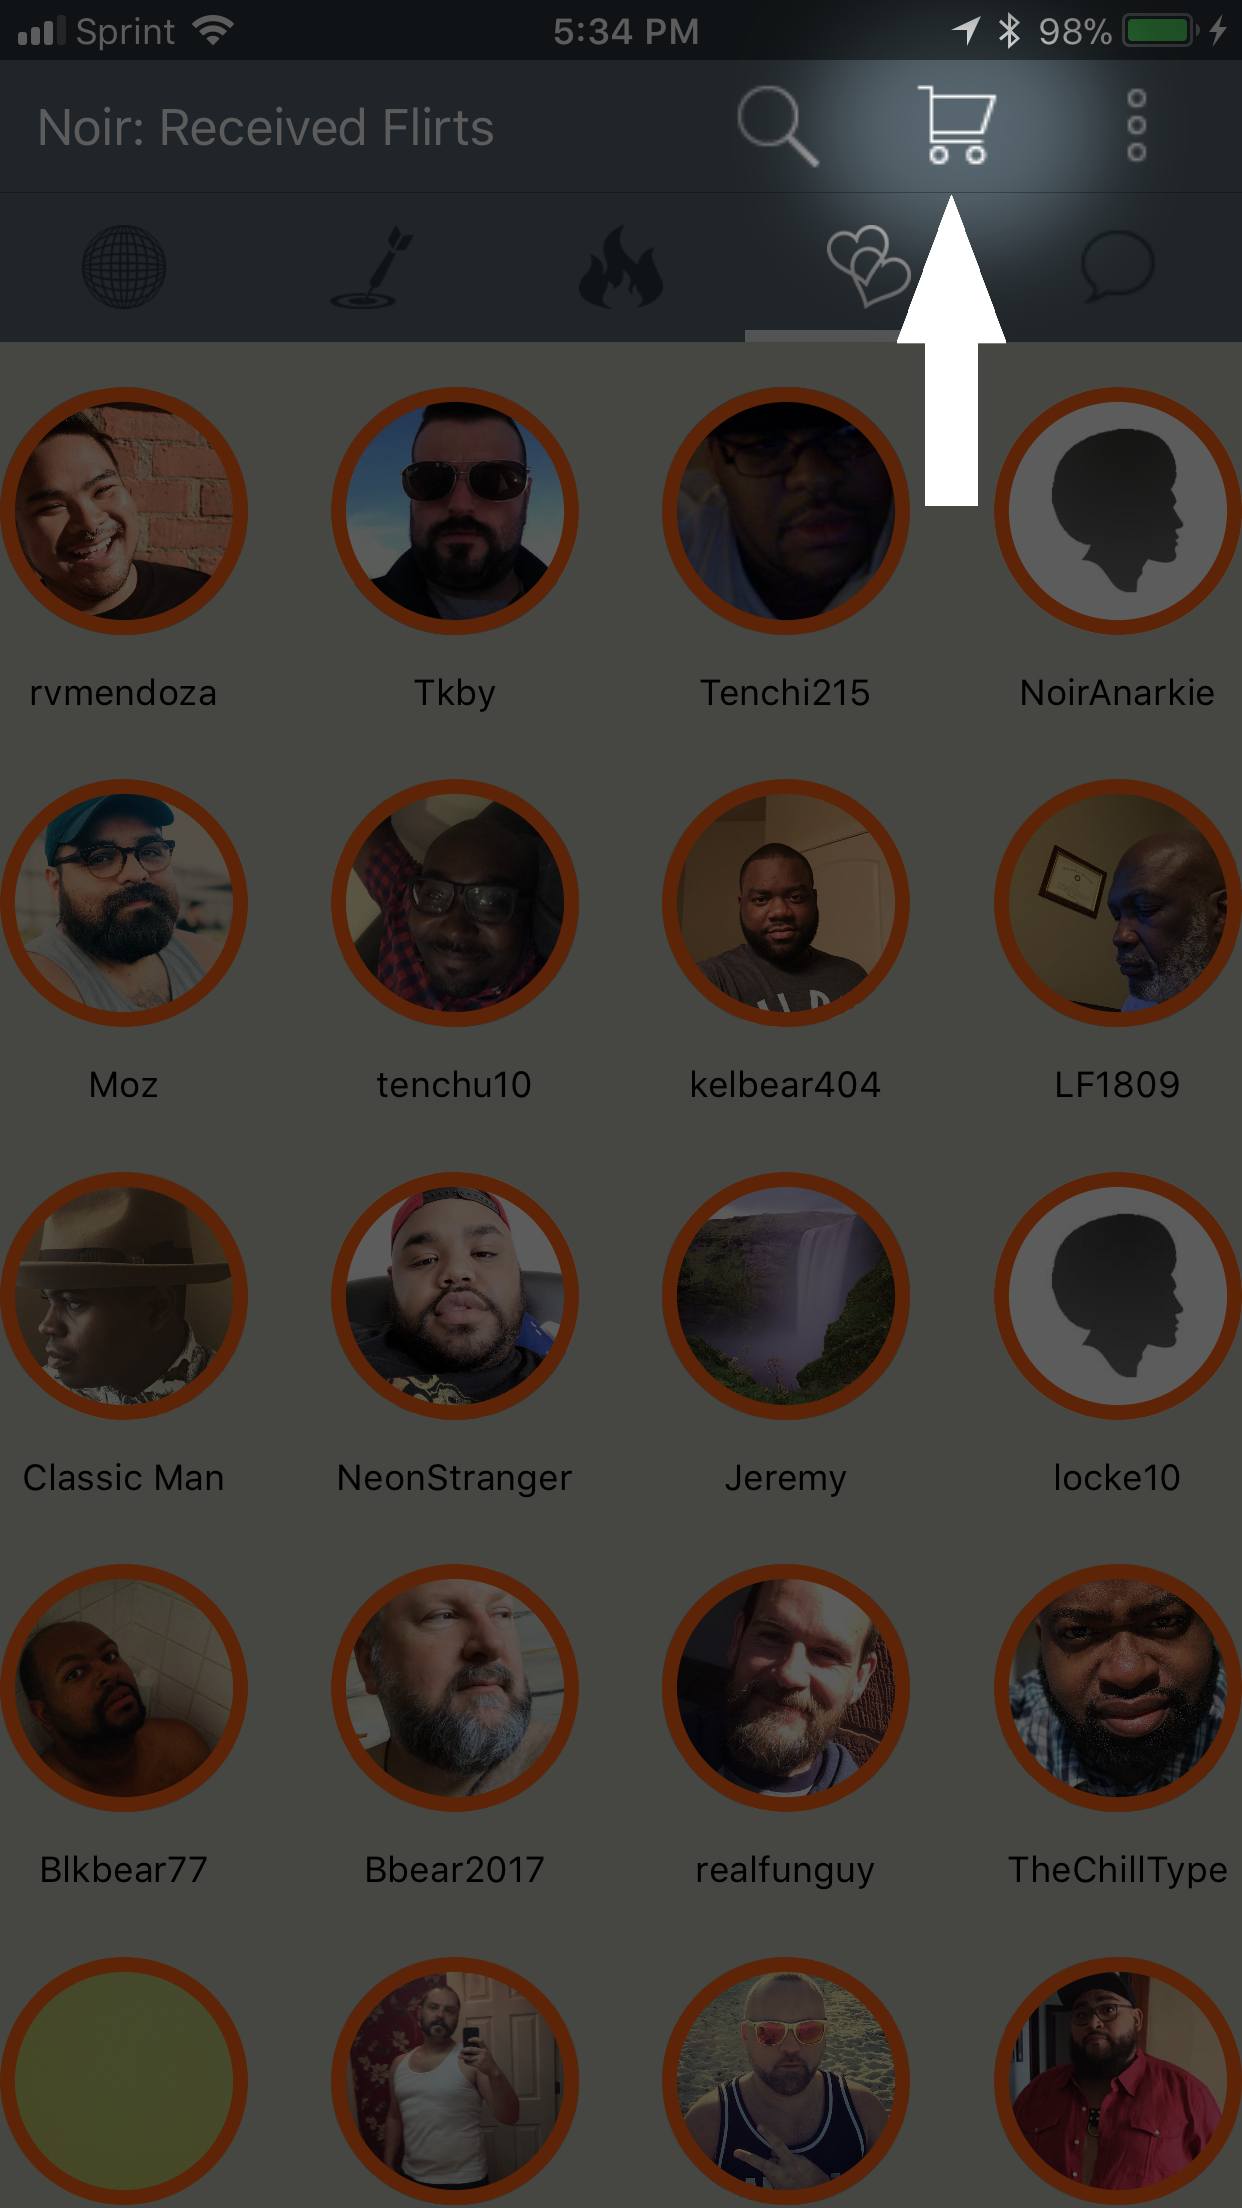 Sprint 5:34 PM 98%
Noir: Received Flirts
rvmendoza Tkby Tenchi215 NoirAnarkie
Moz tenchu10 kelbear404 LF1809
Classic Man NeonStranger Jeremy locke10
Blkbear77 Bbear2017 realfunguy TheChillType